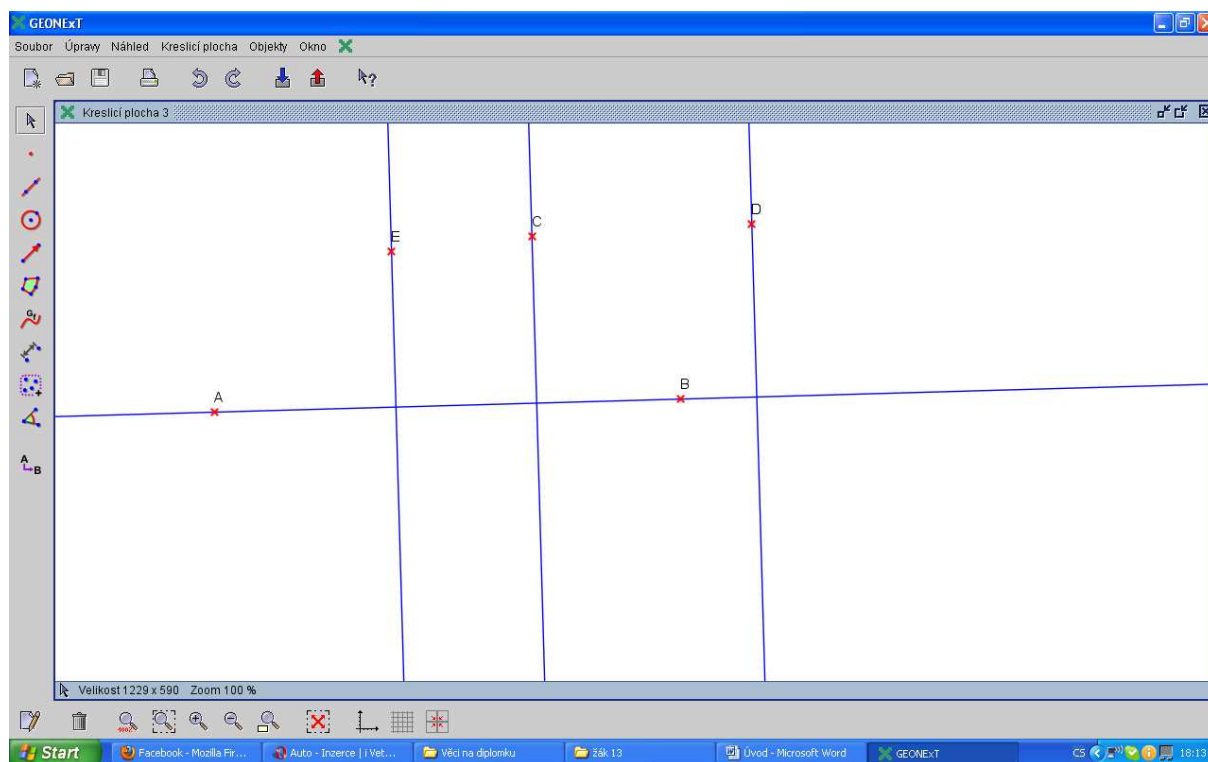 GEONExT
Soubor Úpravy Náhled Kreslicí plocha Objekty Okno
Kreslicí plocha 3
E
C
D
A
B
Velikost 1229 x 590 Zoom 100 %
Start Facebook - Mozilla Fir... Auto - Inzerce | i Vet... Věci na diplomku žák 13 Úvod - Microsoft Word GEONExT CS 18:13